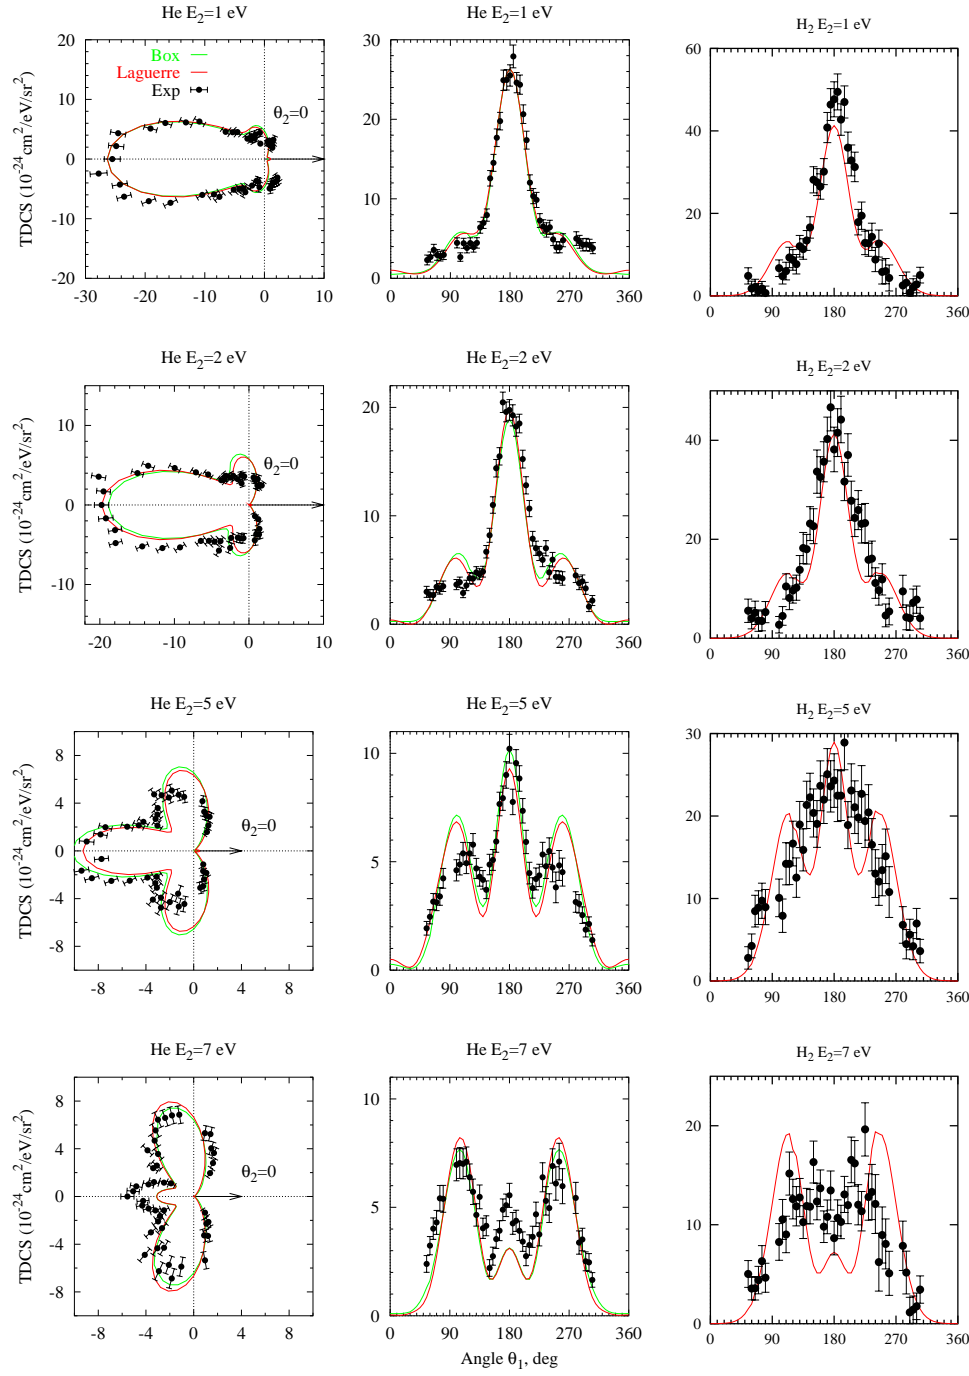 He E2=1 eV
He E2=1 eV
H2 E2=1 eV
TDCS (10-24cm2/eV/sr2)
20
10
0
-10
-20
Box
Laguerre
Exp
θ2=0
-30 -20 -10 0 10
30
20
10
0
0 90 180 270 360
60
40
20
0
0 90 180 270 360
He E2=2 eV
He E2=2 eV
H2 E2=2 eV
TDCS (10-24cm2/eV/sr2)
10
0
-10
θ2=0
-20 -10 0 10
20
10
0
0 90 180 270 360
40
20
0
0 90 180 270 360
He E2=5 eV
He E2=5 eV
H2 E2=5 eV
TDCS (10-24cm2/eV/sr2)
8
4
0
-4
-8
θ2=0
-8 -4 0 4 8
10
5
0
0 90 180 270 360
30
20
10
0
0 90 180 270 360
He E2=7 eV
He E2=7 eV
H2 E2=7 eV
TDCS (10-24cm2/eV/sr2)
8
4
0
-4
-8
θ2=0
-8 -4 0 4 8
10
5
0
0 90 180 270 360
Angle θ1, deg
20
10
0
0 90 180 270 360